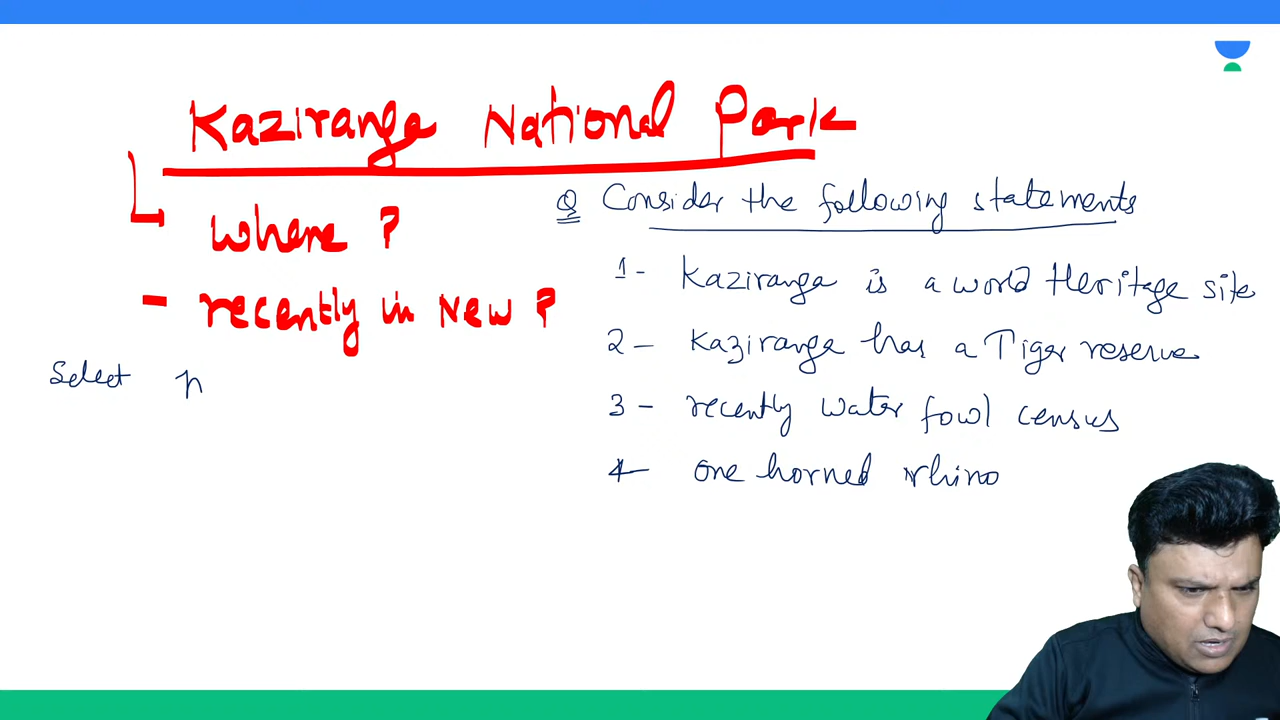 Kaziranga National Park
where ?
- recently in New ?
Select n
Q Consider the following statements
1- Kaziranga is a world Heritage site
2- Kaziranga has a Tiger reserve
3- recently water fowl census
4- one horned rhino